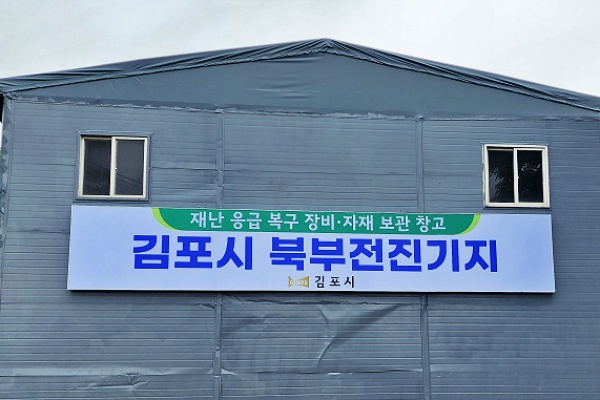 재난 응급 복구 장비·자재 보관 창고
김포시 북부전진기지
김포시